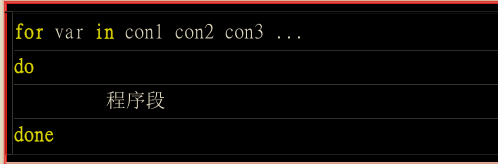 for var in con1 con2 con3 ...
do
程序段
done